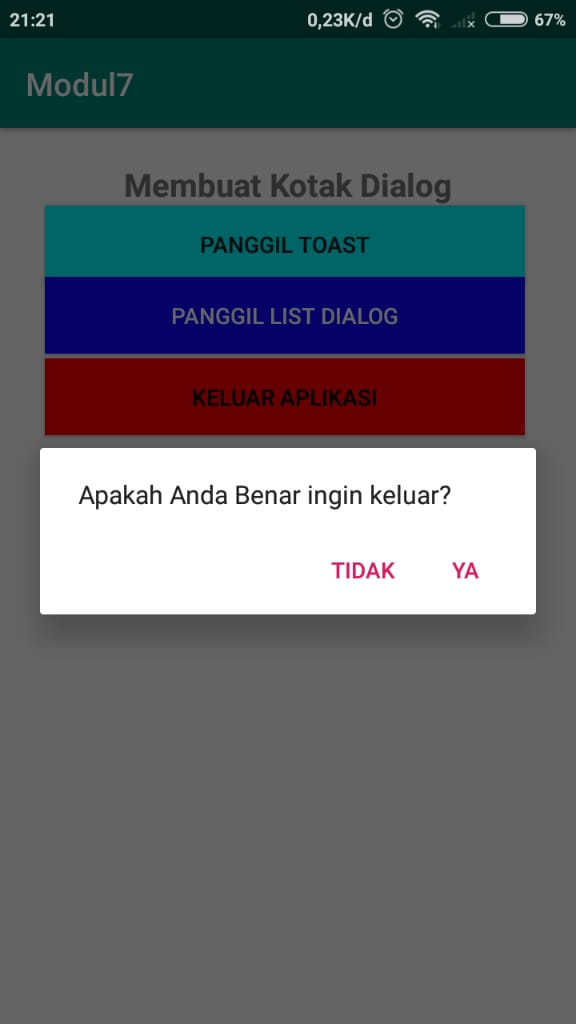 21:21 0,23K/d 67%
Modul7
Membuat Kotak Dialog
PANGGIL TOAST
PANGGIL LIST DIALOG
KELUAR APLIKASI
Apakah Anda Benar ingin keluar?
TIDAK YA